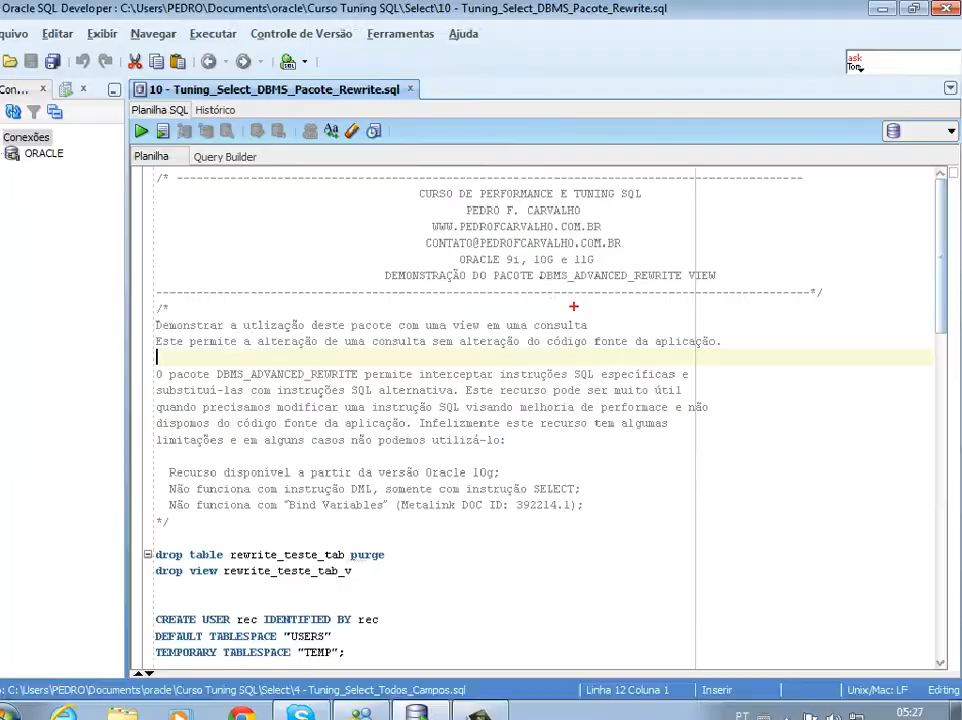 Oracle SQL Developer : C:\Users\PEDRO\Documents\oracle\Curso Tuning SQL\Select\10 - Tuning_Select_DBMS_Pacote_Rewrite.sql
quivo Editar Exibir Navegar Executar Controle de Versão Ferramentas Ajuda
ask
Tom
Con... 10 - Tuning_Select_DBMS_Pacote_Rewrite.sql
Planilha SQL Histórico
Conexões
ORACLE
Planilha Query Builder
/* ------------------------------------------------------------------------------------------------
CURSO DE PERFORMANCE E TUNING SQL
PEDRO F. CARVALHO
WWW.PEDROFCARVALHO.COM.BR
CONTATO@PEDROFCARVALHO.COM.BR
ORACLE 9i, 10G e 11G
DEMONSTRAÇÃO DO PACOTE DBMS_ADVANCED_REWRITE VIEW
--------------------------------------------------------------------------------------------------*/
/*
Demonstrar a utlização deste pacote com uma view em uma consulta
Este permite a alteração de uma consulta sem alteração do código fonte da aplicação.
O pacote DBMS_ADVANCED_REWRITE permite interceptar instruções SQL específicas e
substituí-las com instruções SQL alternativa. Este recurso pode ser muito útil
quando precisamos modificar uma instrução SQL visando melhoria de performace e não
dispomos do código fonte da aplicação. Infelizmente este recurso tem algumas
limitações e em alguns casos não podemos utilizá-lo:
Recurso disponível a partir da versão Oracle 10g;
Não funciona com instrução DML, somente com instrução SELECT;
Não funciona com “Bind Variables” (Metalink DOC ID: 392214.1);
*/
drop table rewrite_teste_tab purge
drop view rewrite_teste_tab_v
CREATE USER rec IDENTIFIED BY rec
DEFAULT TABLESPACE "USERS"
TEMPORARY TABLESPACE "TEMP";
o: C:\Users\PEDRO\Documents\oracle\Curso Tuning SQL\Select\4 - Tuning_Select_Todos_Campos.sql Linha 12 Coluna 1 Inserir Unix/Mac: LF Editing
PT 05:27